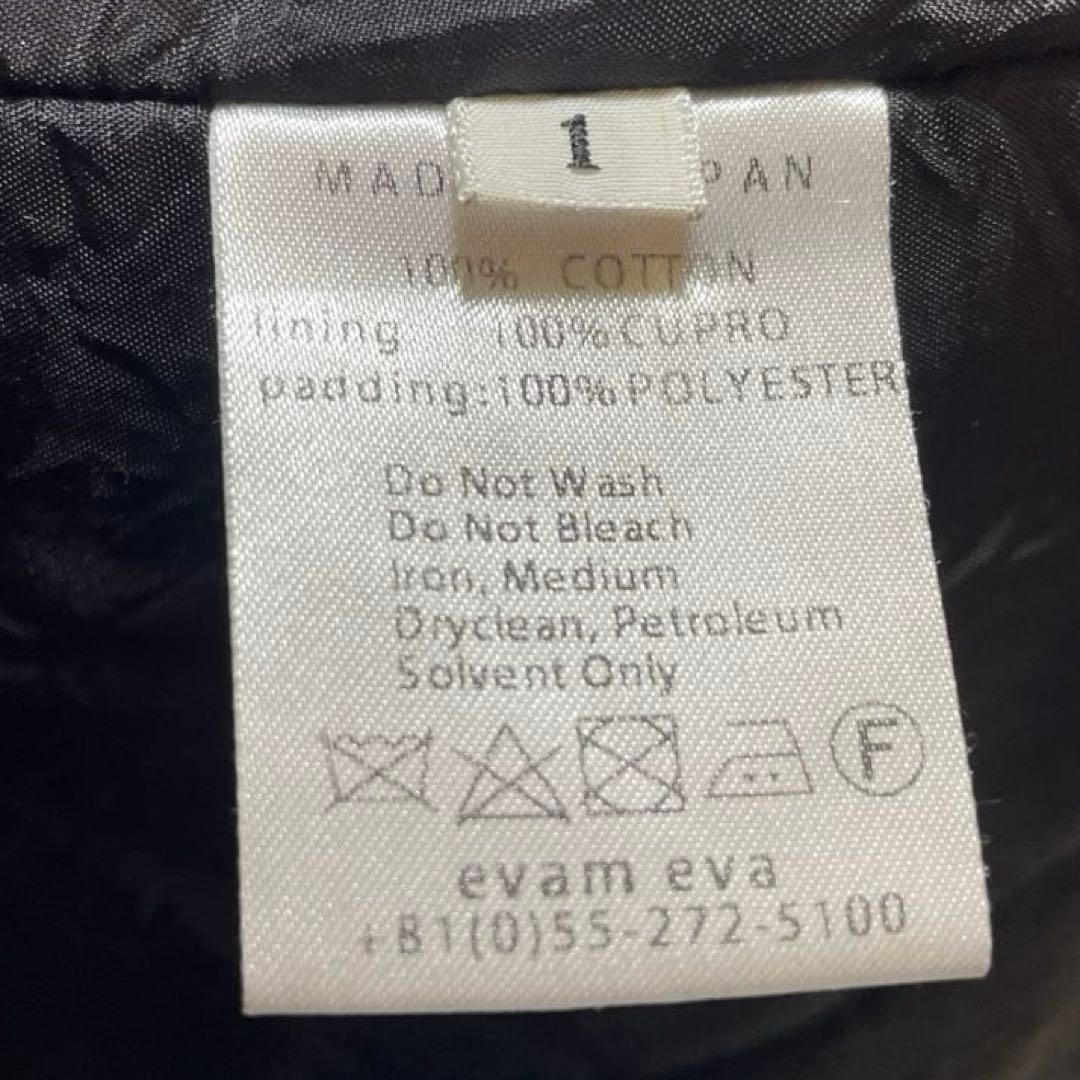 1
MAD PAN
100% COTTON
lining 100%CUPRO
padding:100%POLYESTER
Do Not Wash
Do Not Bleach
Iron, Medium
Dryclean, Petroleum
Solvent Only
F
evam eva
+81(0)55-272-5100